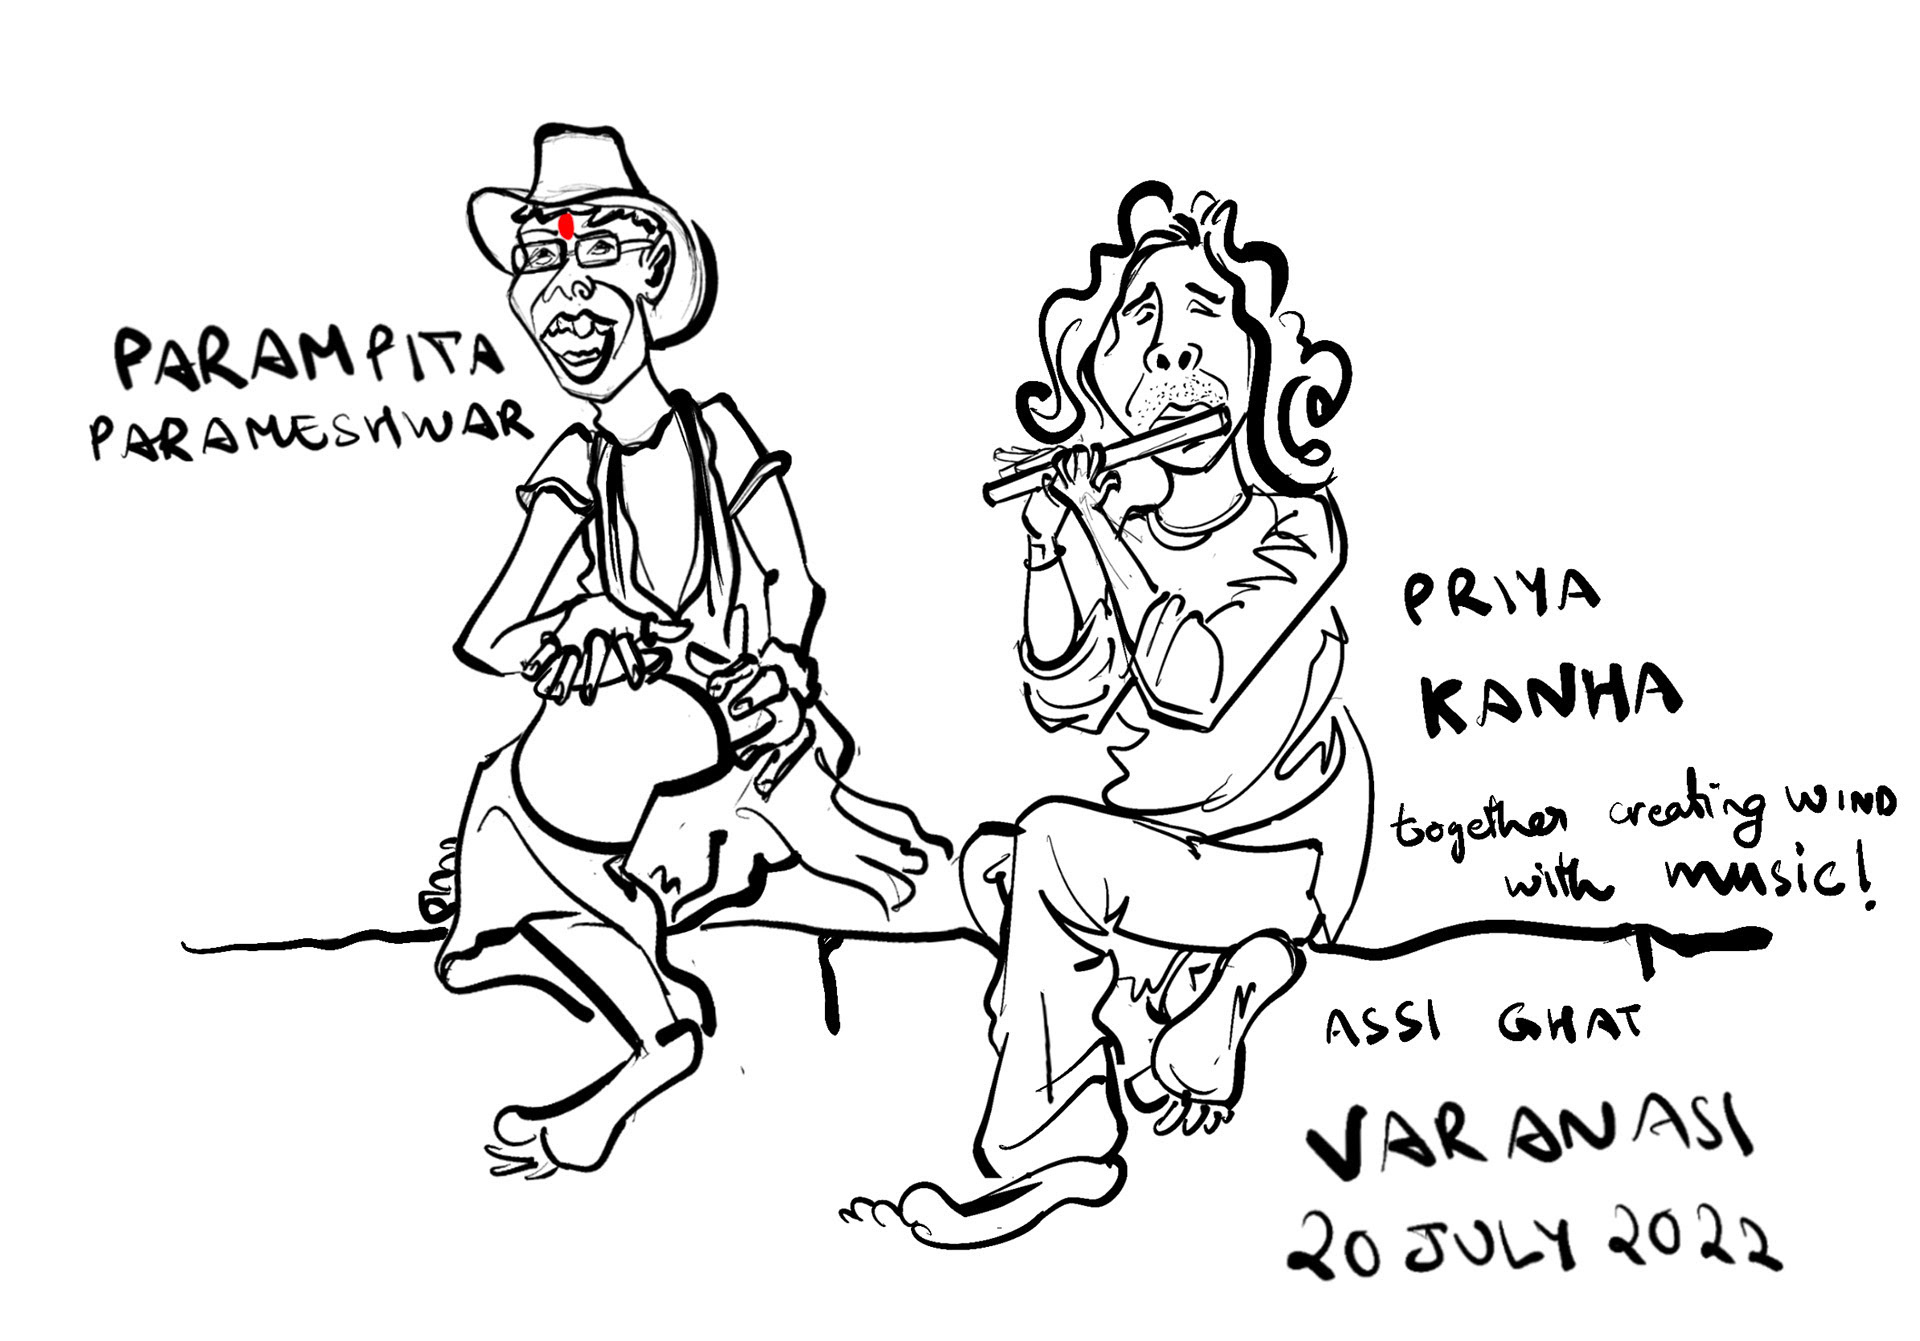 PARAMPITA
PARAMESHWAR
PRIYA
KANHA
together creating WIND
with music!
ASSI GHAT
VARANASI
20 JULY 2022